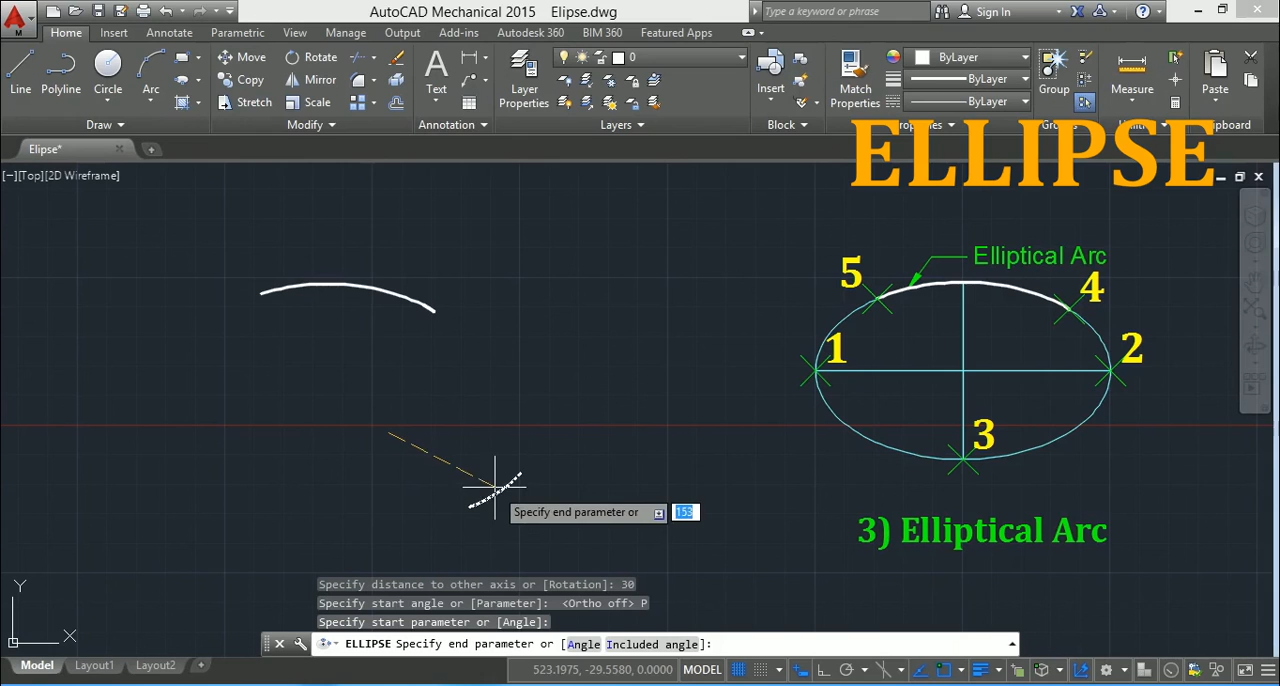 AutoCAD Mechanical 2015 Elipse.dwg
Type a keyword or phrase
Sign In
M
Home Insert Annotate Parametric View Manage Output Add-ins Autodesk 360 BIM 360 Featured Apps
Line Polyline Circle Arc
Move Rotate
Copy Mirror
Stretch Scale
Text
Layer Properties
0
Insert
Match Properties
ByLayer
ByLayer
ByLayer
Group
Measure
Paste
Draw Modify Annotation Layers Block Properties Groups Clipboard
ELLIPSE
Elipse*
[−][Top][2D Wireframe]
Elliptical Arc
5
4
1
2
3
Specify end parameter or 153
3) Elliptical Arc
Specify distance to other axis or [Rotation]: 30
Specify start angle or [Parameter]: <Ortho off> P
Specify start parameter or [Angle]:
ELLIPSE Specify end parameter or [Angle Included angle]:
Y
X
Model Layout1 Layout2 +
523.1975, -29.5580, 0.0000 MODEL